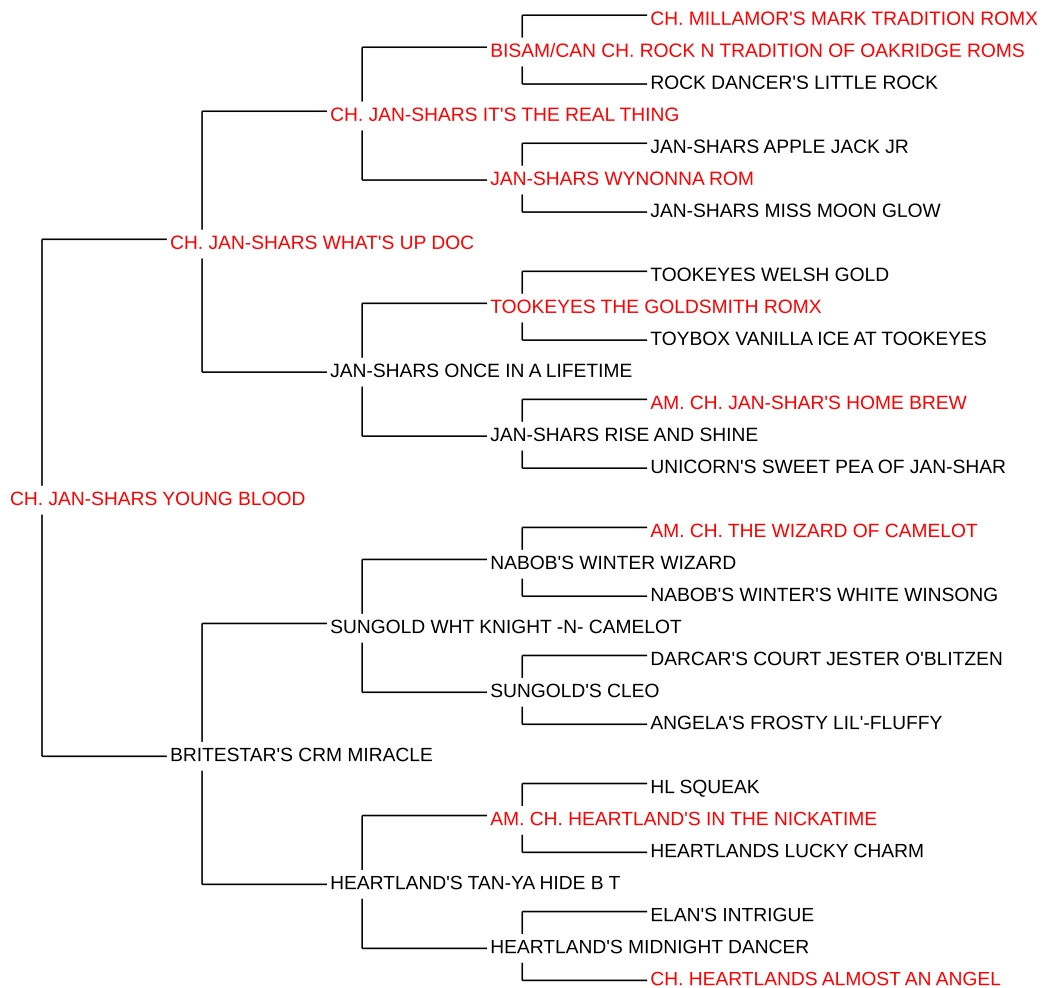 CH. MILLAMOR'S MARK TRADITION ROMX
BISAM/CAN CH. ROCK N TRADITION OF OAKRIDGE ROMS
ROCK DANCER'S LITTLE ROCK
CH. JAN-SHARS IT'S THE REAL THING
JAN-SHARS APPLE JACK JR
JAN-SHARS WYNONNA ROM
JAN-SHARS MISS MOON GLOW
CH. JAN-SHARS WHAT'S UP DOC
TOOKEYES WELSH GOLD
TOOKEYES THE GOLDSMITH ROMX
TOYBOX VANILLA ICE AT TOOKEYES
JAN-SHARS ONCE IN A LIFETIME
AM. CH. JAN-SHAR'S HOME BREW
JAN-SHARS RISE AND SHINE
UNICORN'S SWEET PEA OF JAN-SHAR
CH. JAN-SHARS YOUNG BLOOD
AM. CH. THE WIZARD OF CAMELOT
NABOB'S WINTER WIZARD
NABOB'S WINTER'S WHITE WINSONG
SUNGOLD WHT KNIGHT -N- CAMELOT
DARCAR'S COURT JESTER O'BLITZEN
SUNGOLD'S CLEO
ANGELA'S FROSTY LIL'-FLUFFY
BRITESTAR'S CRM MIRACLE
HL SQUEAK
AM. CH. HEARTLAND'S IN THE NICKATIME
HEARTLANDS LUCKY CHARM
HEARTLAND'S TAN-YA HIDE B T
ELAN'S INTRIGUE
HEARTLAND'S MIDNIGHT DANCER
CH. HEARTLANDS ALMOST AN ANGEL